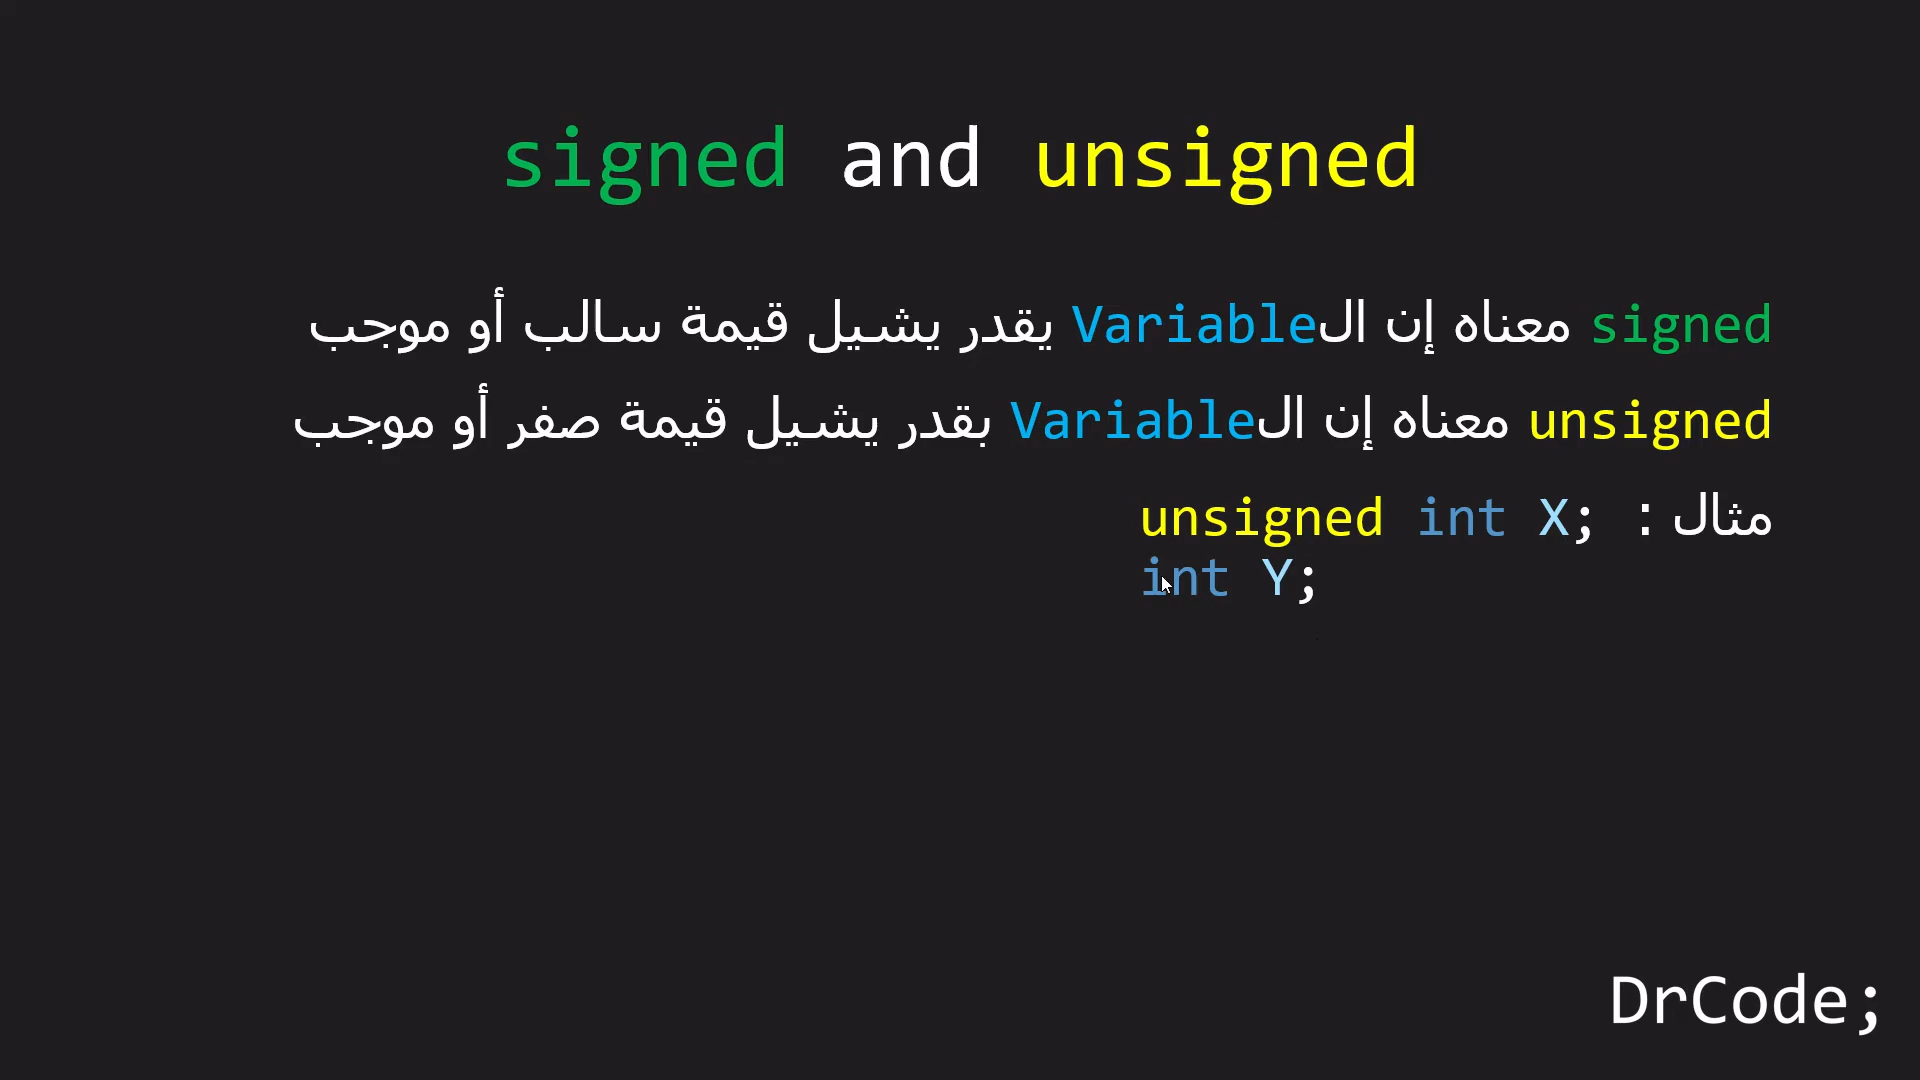 signed and unsigned
signed معناه إن الVariable يقدر يشيل قيمة سالب أو موجب
unsigned معناه إن الVariable بقدر يشيل قيمة صفر أو موجب
مثال : unsigned int X;
int Y;
DrCode;